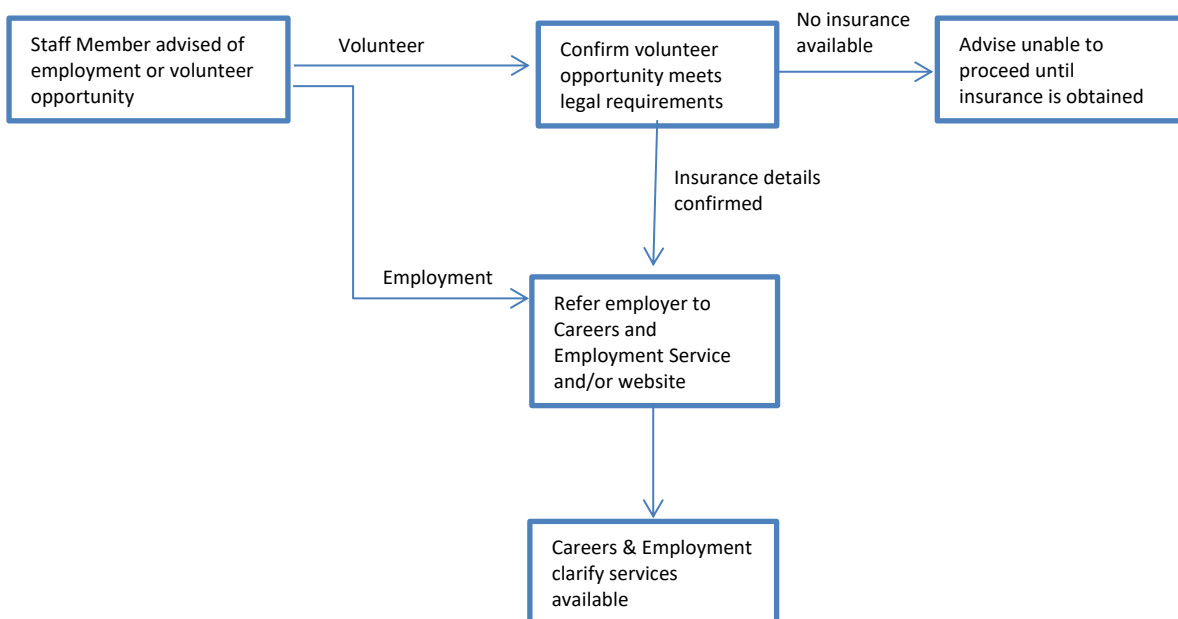 Staff Member advised of
employment or volunteer
opportunity
Volunteer
Confirm volunteer
opportunity meets
legal requirements
No insurance
available
Advise unable to
proceed until
insurance is obtained
Insurance details
confirmed
Employment
Refer employer to
Careers and
Employment Service
and/or website
Careers & Employment
clarify services
available